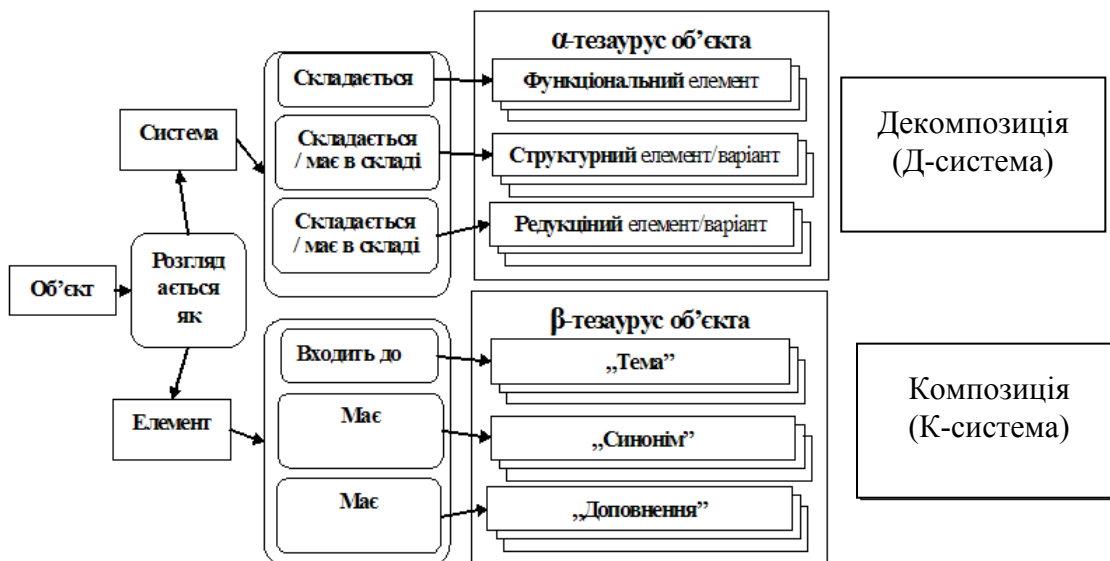 Об’єкт
Розгляд
ається
як
Система
Елемент
Складається
Складається
/ має в складі
Складається
/ має в складі
α-тезаурус об’єкта
Функціональний елемент
Структурний елемент/варіант
Редукціний елемент/варіант
Декомпозиція
(Д-система)
Входить до
Має
Має
β-тезаурус об’єкта
„Тема”
„Синонім”
„Доповнення”
Композиція
(К-система)